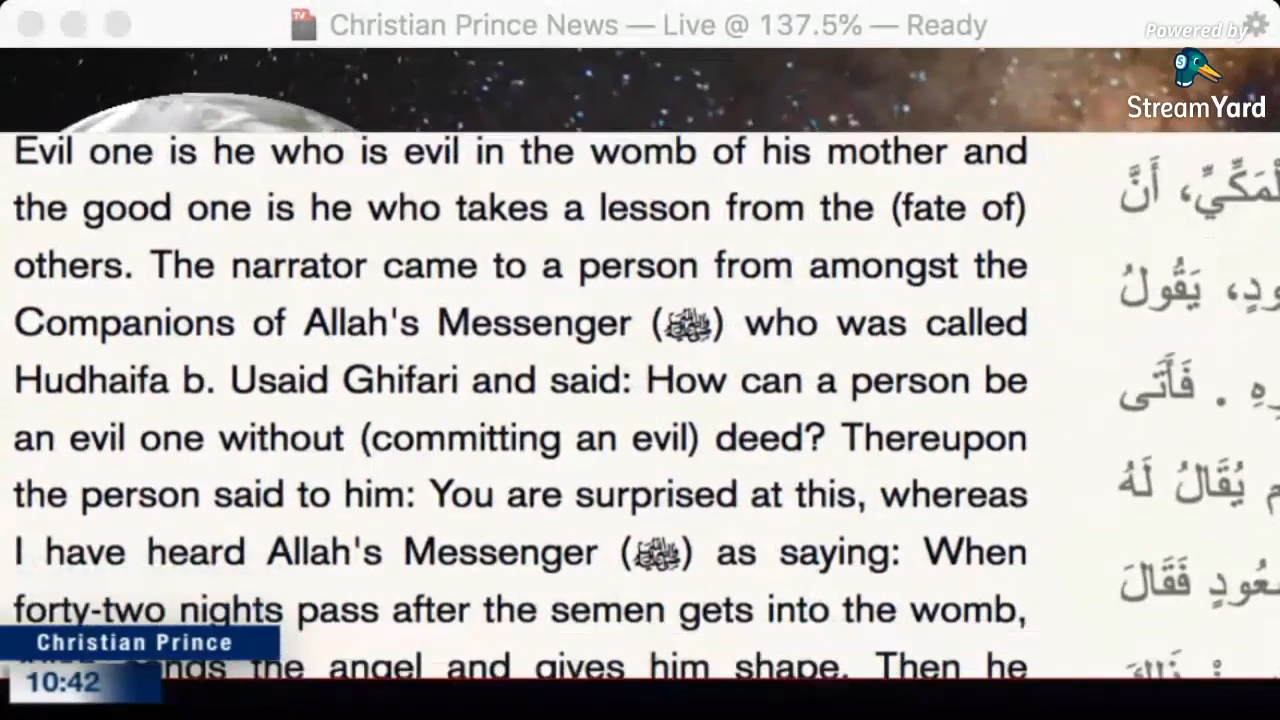 Christian Prince News — Live @ 137.5% — Ready
Powered by
StreamYard
Evil one is he who is evil in the womb of his mother and
the good one is he who takes a lesson from the (fate of)
others. The narrator came to a person from amongst the
Companions of Allah's Messenger (ﷺ) who was called
Hudhaifa b. Usaid Ghifari and said: How can a person be
an evil one without (committing an evil) deed? Thereupon
the person said to him: You are surprised at this, whereas
I have heard Allah's Messenger (ﷺ) as saying: When
forty-two nights pass after the semen gets into the womb,
the angel and gives him shape. Then he
أَنَّ
يَقُولُ
فَأَتَى
يُقَالُ لَهُ
فَقَالَ
Christian Prince
10:42